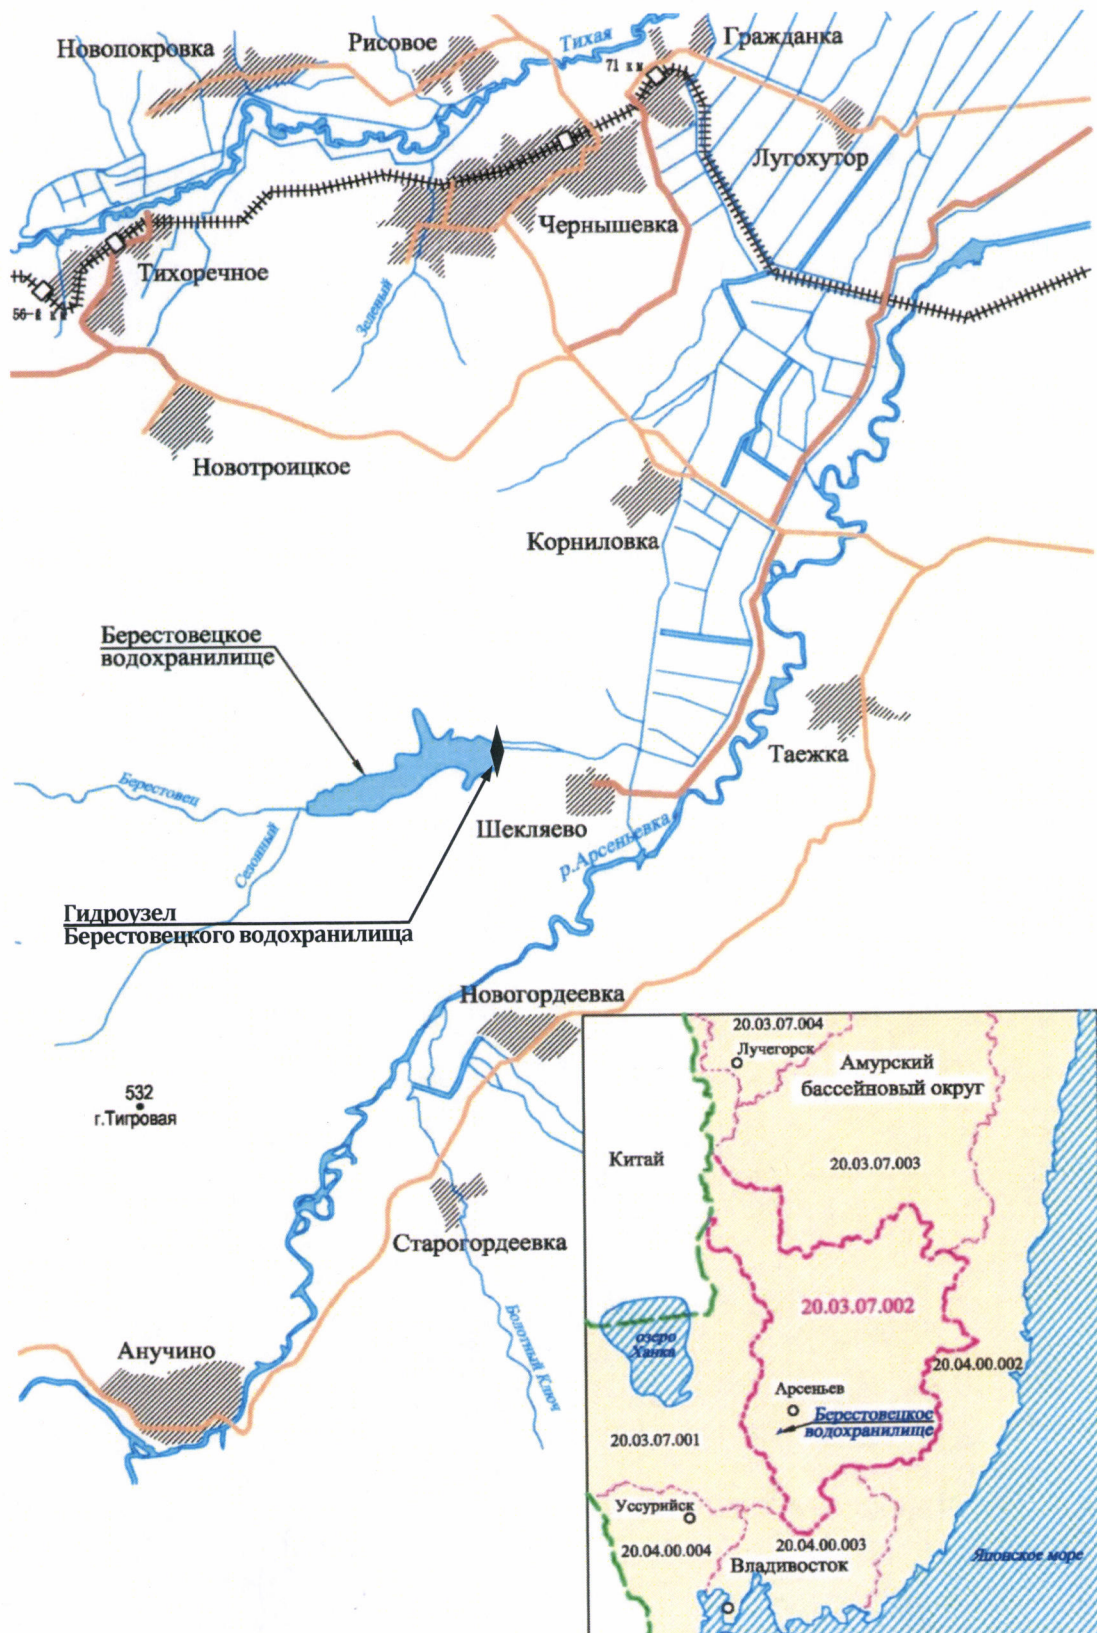 Новопокровка
Рисовое
Тихая
Гражданка
71 км
Лугохутор
Чернышевка
Тихоречное
Зеленый
Новотроицкое
Корниловка
Берестовецкое
водохранилище
Таежка
Берестовец
Шекляево
р.Арсеньевка
Сезонный
Гидроузел
Берестовецкого водохранилища
Новогордеевка
532
г.Тигровая
Старогордеевка
Болотный Ключ
Анучино
20.03.07.004
Лучегорск
Амурский
бассейновый округ
Китай
20.03.07.003
20.03.07.002
озеро
Ханка
20.04.00.002
Арсеньев
Берестовецкое
водохранилище
20.03.07.001
Уссурийск
20.04.00.004
20.04.00.003
Владивосток
Японское море